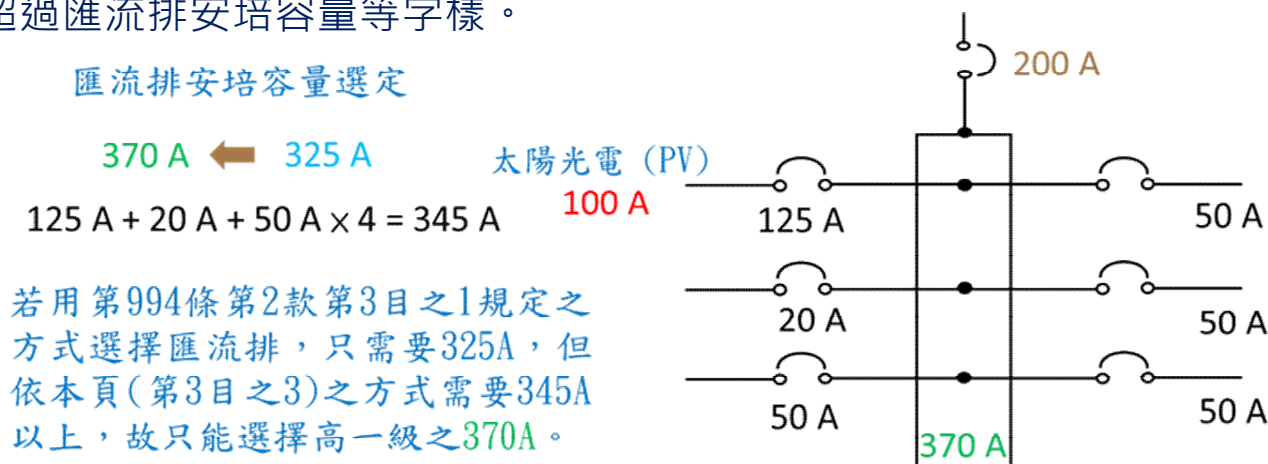 超過匯流排安培容量等字樣。
匯流排安培容量選定
370 A 325 A
125 A + 20 A + 50 A × 4 = 345 A
若用第994條第2款第3目之1規定之
方式選擇匯流排，只需要325A，但
依本頁(第3目之3)之方式需要345A
以上，故只能選擇高一級之370A。
200 A
太陽光電 (PV)
100 A
125 A
50 A
20 A
50 A
50 A
50 A
370 A